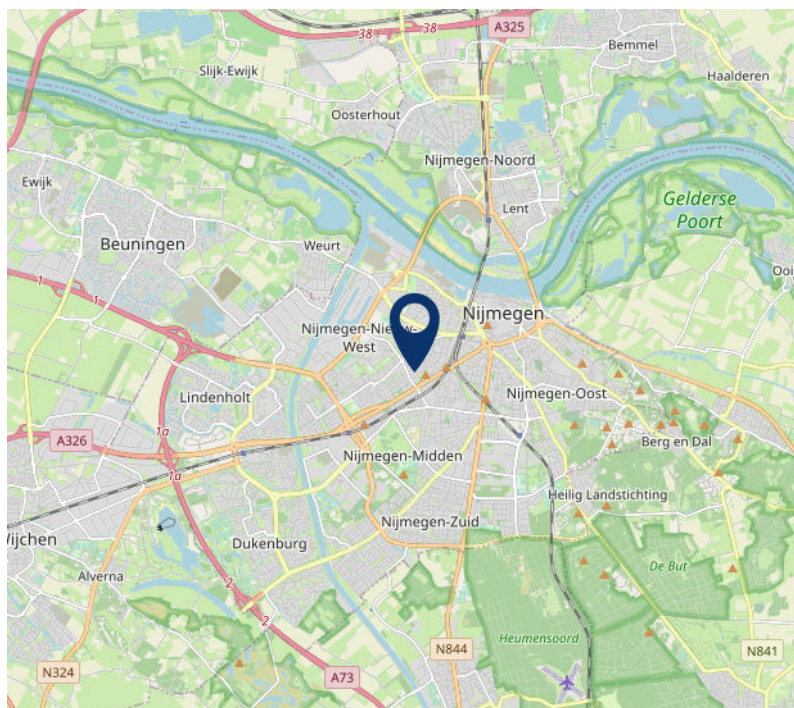 38
38
A325
Bemmel
Slijk-Ewijk
Haalderen
Oosterhout
Nijmegen-Noord
Ewijk
Lent
Gelderse
Poort
Beuningen
Weurt
1
1
Nijmegen
Nijmegen-Nieuw-
West
Lindenholt
Nijmegen-Oost
1a
A326
Berg en Dal
Nijmegen-Midden
1a
Heilig Landstichting
Nijmegen-Zuid
Wijchen
Dukenburg
De But
Alverna
2
2
Heumensoord
N844
N841
N324
A73